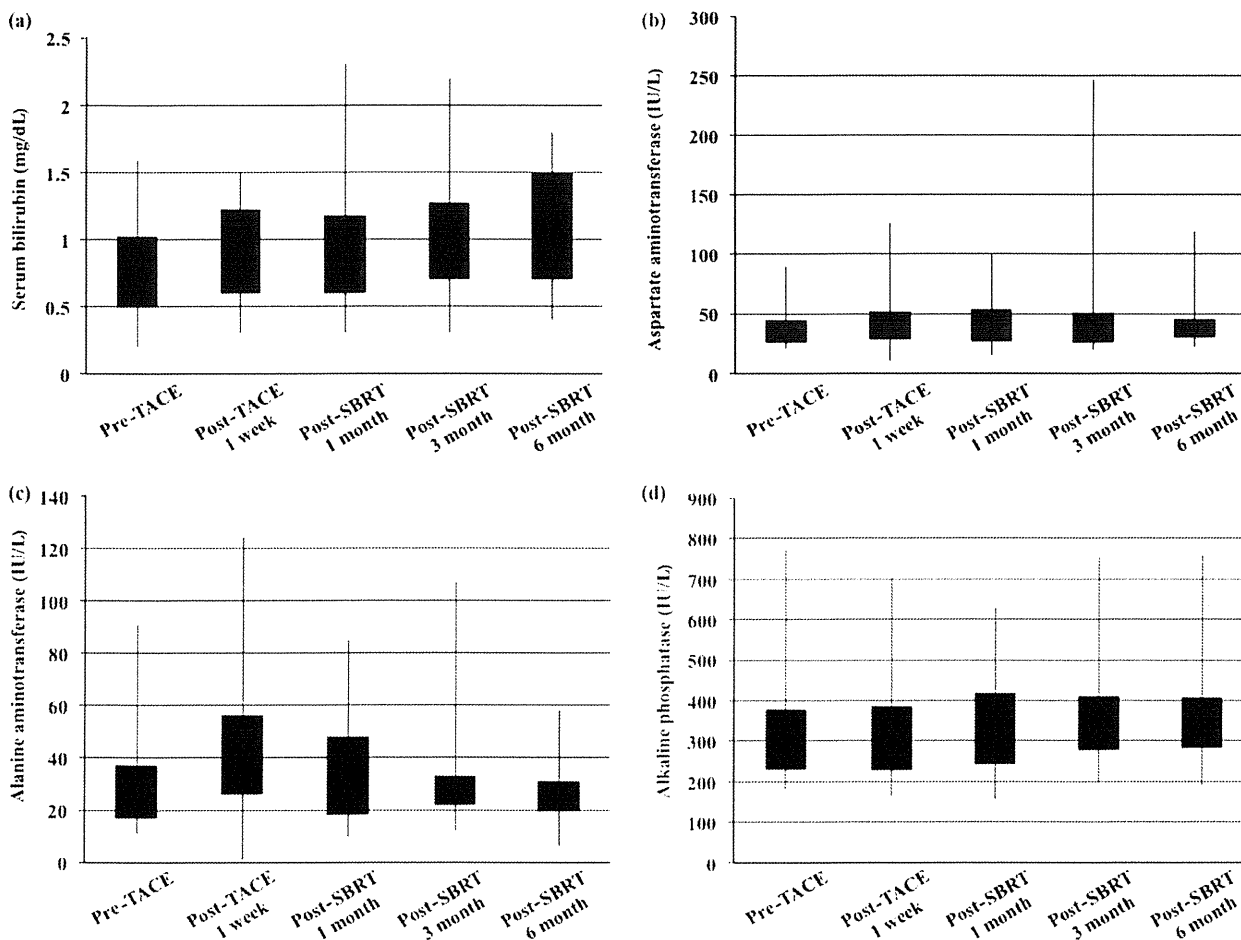 (a)
Serum bilirubin (mg/dL)
2.5
2
1.5
1
0.5
0
Pre-TACE
Post-TACE
1 week
Post-SBRT
1 month
Post-SBRT
3 month
Post-SBRT
6 month
(b)
Aspartate aminotransferase (IU/L)
300
250
200
150
100
50
0
Pre-TACE
Post-TACE
1 week
Post-SBRT
1 month
Post-SBRT
3 month
Post-SBRT
6 month
(c)
Alanine aminotransferase (IU/L)
140
120
100
80
60
40
20
0
Pre-TACE
Post-TACE
1 week
Post-SBRT
1 month
Post-SBRT
3 month
Post-SBRT
6 month
(d)
Alkaline phosphatase (IU/L)
900
800
700
600
500
400
300
200
100
0
Pre-TACE
Post-TACE
1 week
Post-SBRT
1 month
Post-SBRT
3 month
Post-SBRT
6 month